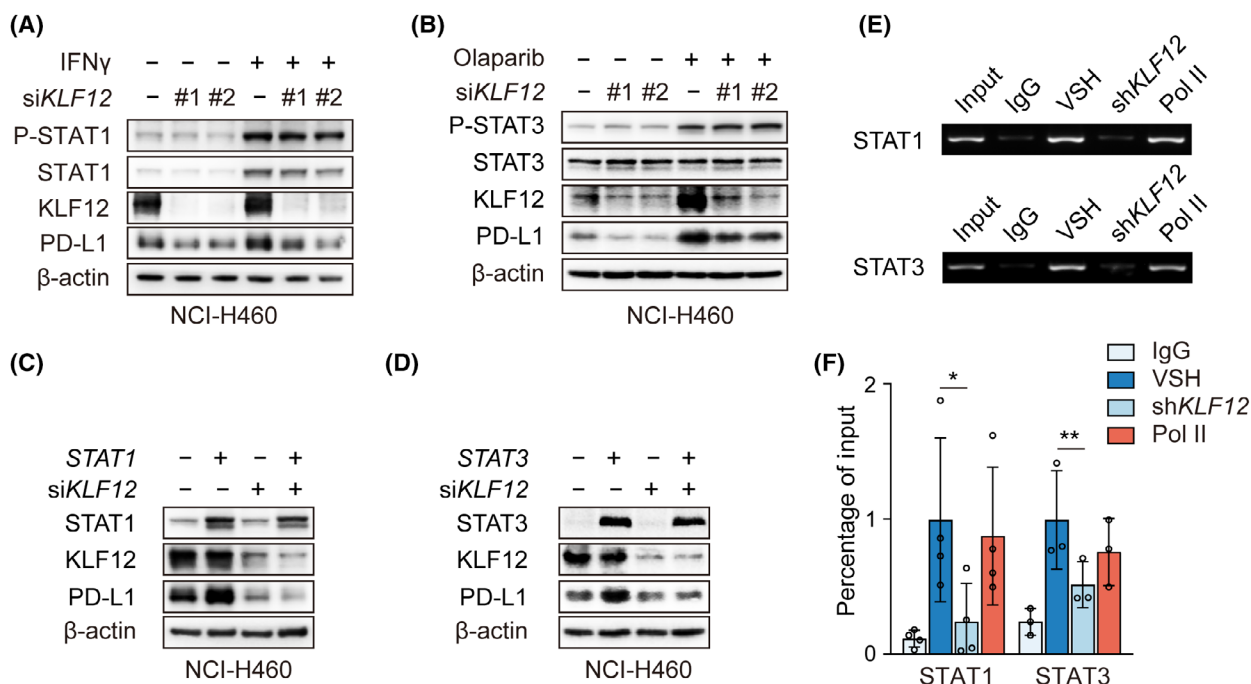 (A)
IFNγ − − − + + +
siKLF12 − #1 #2 − #1 #2
P-STAT1
STAT1
KLF12
PD-L1
β-actin
NCI-H460
(B)
Olaparib − − − + + +
siKLF12 − #1 #2 − #1 #2
P-STAT3
STAT3
KLF12
PD-L1
β-actin
NCI-H460
(E)
Input IgG VSH shKLF12 Pol II
STAT1
Input IgG VSH shKLF12 Pol II
STAT3
(C)
STAT1 − + − +
siKLF12 − − + +
STAT1
KLF12
PD-L1
β-actin
NCI-H460
(D)
STAT3 − + − +
siKLF12 − − + +
STAT3
KLF12
PD-L1
β-actin
NCI-H460
(F)
IgG
VSH
shKLF12
Pol II
Percentage of input
2
1
0
*
**
STAT1 STAT3